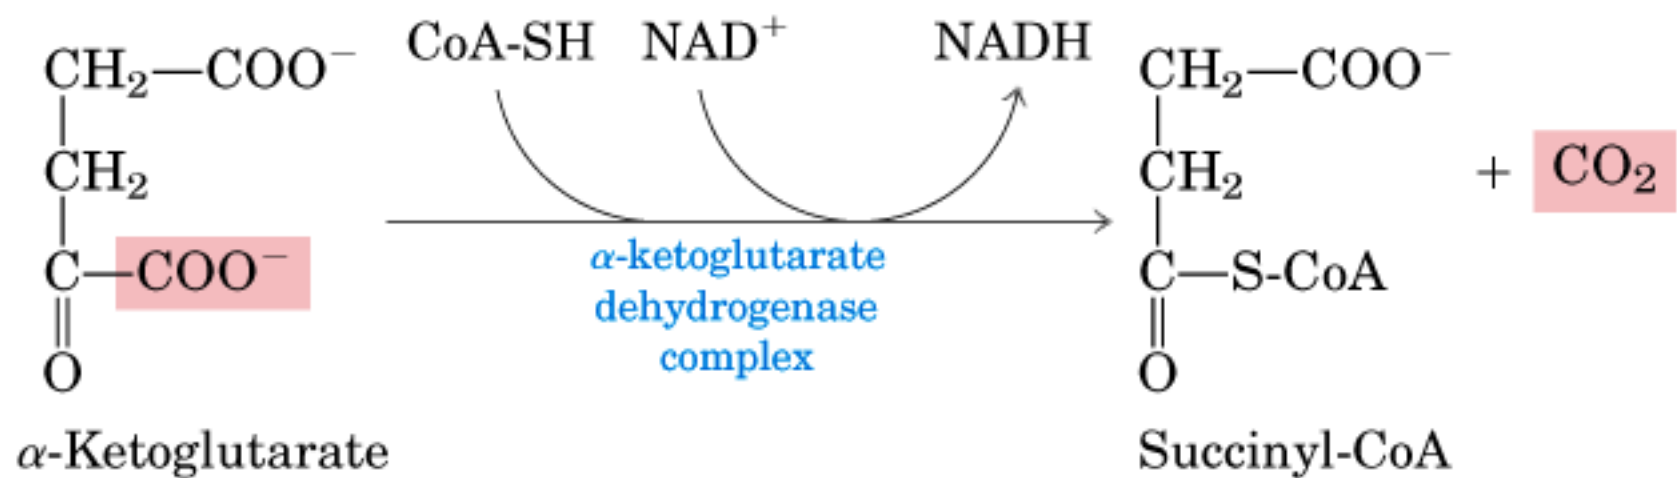 CH₂—COO⁻ CoA-SH NAD⁺ NADH CH₂—COO⁻
CH₂ CH₂ + CO₂
C—COO⁻ C—S-CoA
α-ketoglutarate
dehydrogenase
complex
O O
α-Ketoglutarate Succinyl-CoA